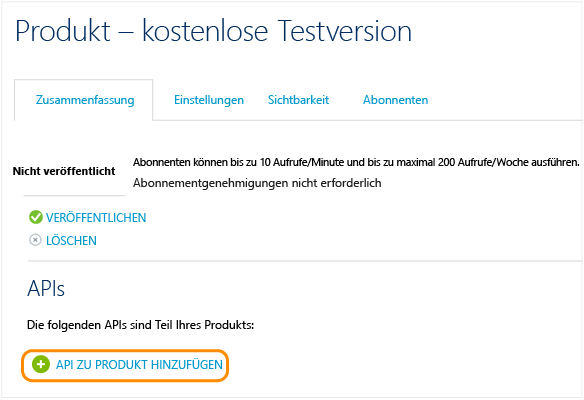 Produkt – kostenlose Testversion
Zusammenfassung Einstellungen Sichtbarkeit Abonnenten
Nicht veröffentlicht
Abonnenten können bis zu 10 Aufrufe/Minute und bis zu maximal 200 Aufrufe/Woche ausführen.
Abonnementgenehmigungen nicht erforderlich
VERÖFFENTLICHEN
LÖSCHEN
APIs
Die folgenden APIs sind Teil Ihres Produkts:
API ZU PRODUKT HINZUFÜGEN